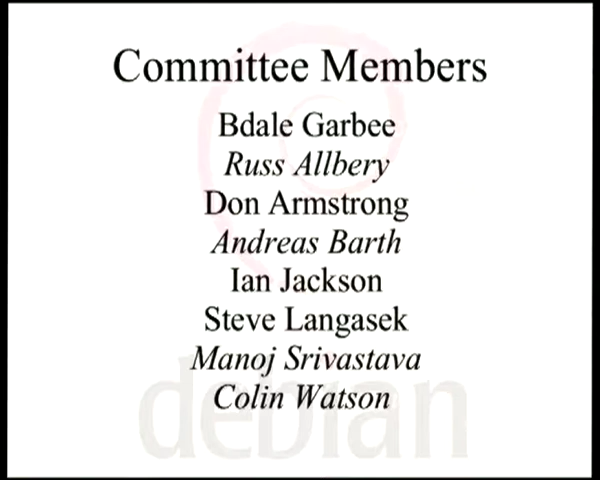 Committee Members
Bdale Garbee
Russ Allbery
Don Armstrong
Andreas Barth
Ian Jackson
Steve Langasek
Manoj Srivastava
Colin Watson
debian